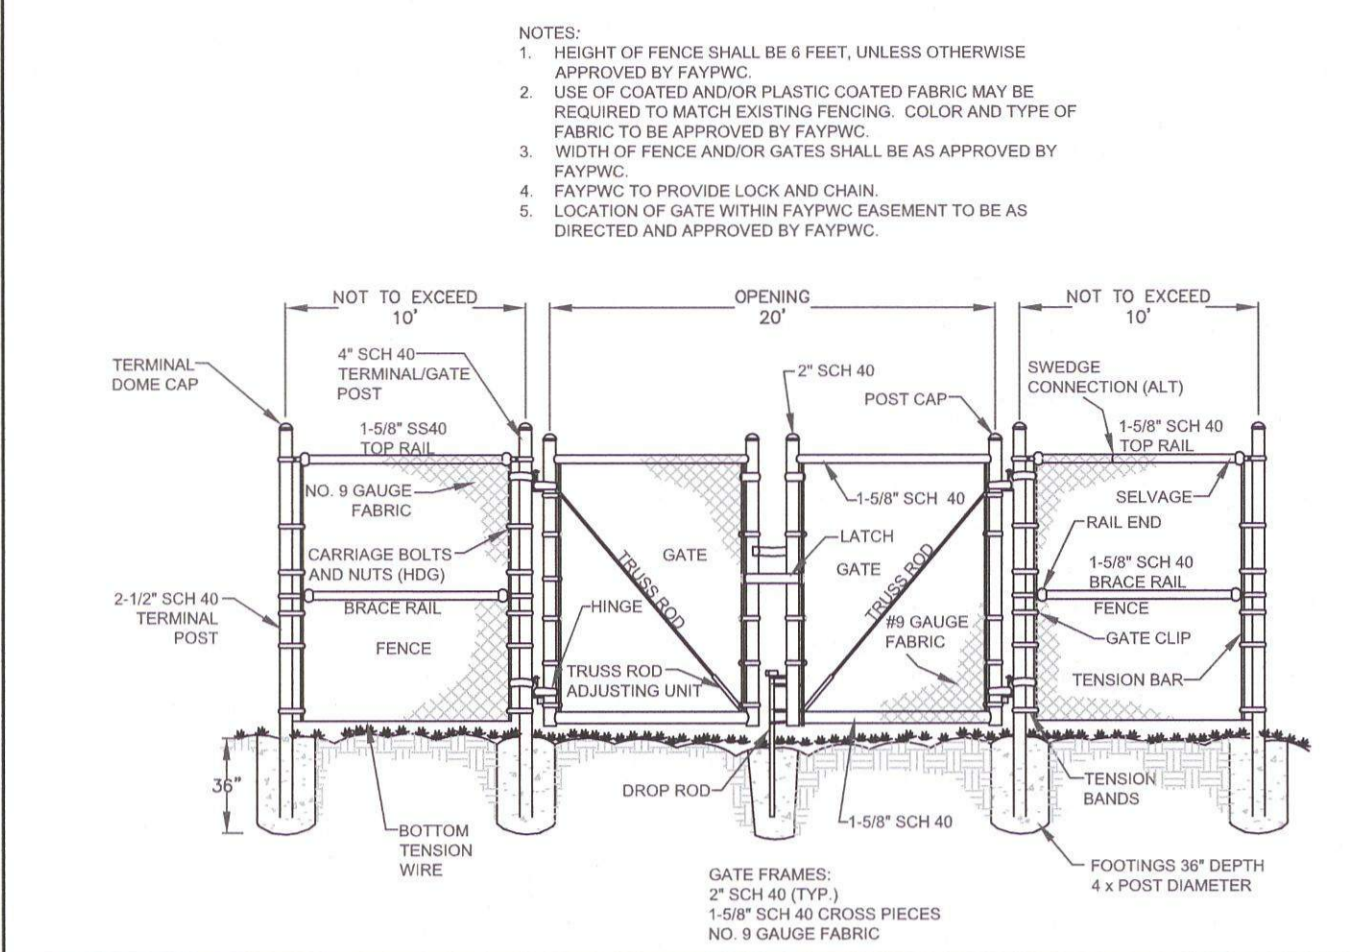 NOTES:
1. HEIGHT OF FENCE SHALL BE 6 FEET, UNLESS OTHERWISE
APPROVED BY FAYPWC.
2. USE OF COATED AND/OR PLASTIC COATED FABRIC MAY BE
REQUIRED TO MATCH EXISTING FENCING. COLOR AND TYPE OF
FABRIC TO BE APPROVED BY FAYPWC.
3. WIDTH OF FENCE AND/OR GATES SHALL BE AS APPROVED BY
FAYPWC.
4. FAYPWC TO PROVIDE LOCK AND CHAIN.
5. LOCATION OF GATE WITHIN FAYPWC EASEMENT TO BE AS
DIRECTED AND APPROVED BY FAYPWC.
NOT TO EXCEED
10'
OPENING
20'
NOT TO EXCEED
10'
TERMINAL
DOME CAP
4" SCH 40
TERMINAL/GATE
POST
2" SCH 40
POST CAP
SWEDGE
CONNECTION (ALT)
1-5/8" SS40
TOP RAIL
1-5/8" SCH 40
TOP RAIL
NO. 9 GAUGE
FABRIC
1-5/8" SCH 40
SELVAGE
RAIL END
CARRIAGE BOLTS
AND NUTS (HDG)
GATE
LATCH
GATE
1-5/8" SCH 40
BRACE RAIL
TRUSS ROD
TRUSS ROD
2-1/2" SCH 40
TERMINAL
POST
BRACE RAIL
HINGE
FENCE
#9 GAUGE
FABRIC
GATE CLIP
FENCE
TRUSS ROD
ADJUSTING UNIT
TENSION BAR
36"
DROP ROD
TENSION
BANDS
BOTTOM
TENSION
WIRE
1-5/8" SCH 40
FOOTINGS 36" DEPTH
4 x POST DIAMETER
GATE FRAMES:
2" SCH 40 (TYP.)
1-5/8" SCH 40 CROSS PIECES
NO. 9 GAUGE FABRIC